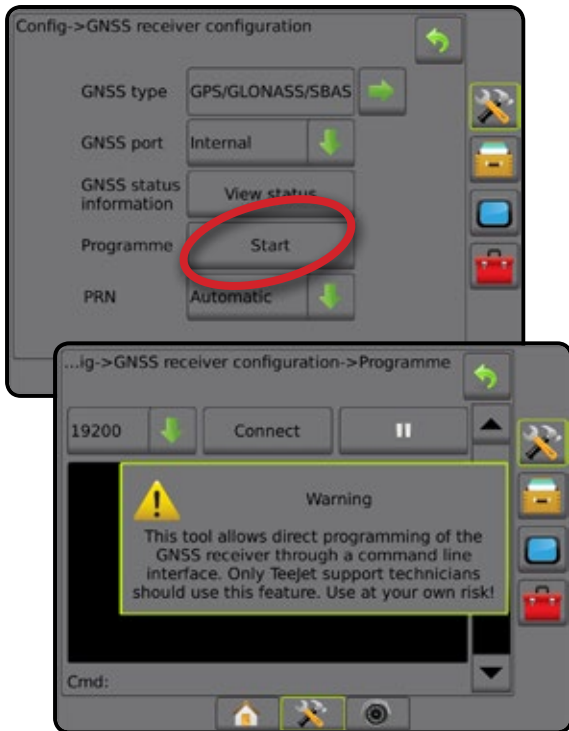 Config->GNSS receiver configuration
GNSS type GPS/GLONASS/SBAS
GNSS port Internal
GNSS status
information View status
Programme Start
PRN Automatic
...ig->GNSS receiver configuration->Programme
19200 Connect
Warning
This tool allows direct programming of the
GNSS receiver through a command line
interface. Only TeeJet support technicians
should use this feature. Use at your own risk!
Cmd: